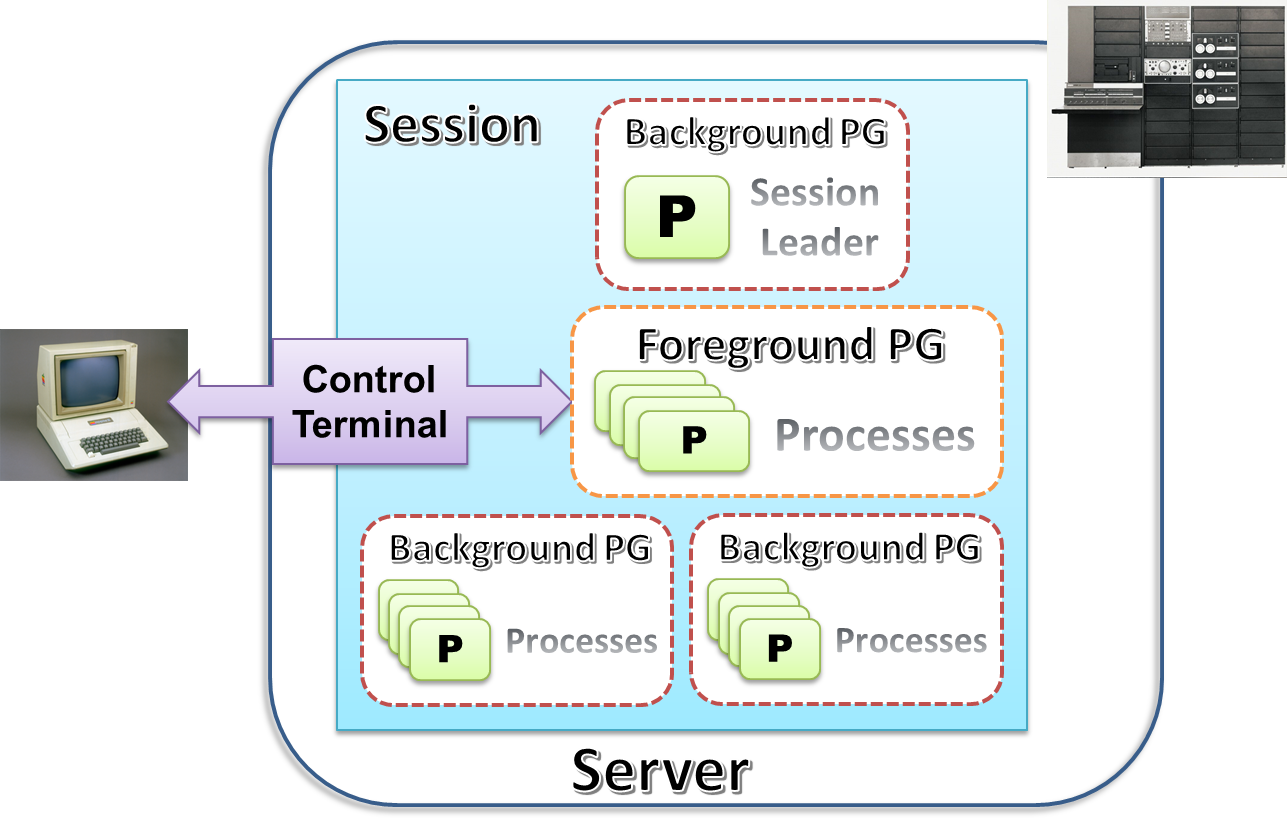 Session
Background PG
P
Session
Leader
Control
Terminal
Foreground PG
P
Processes
Background PG
P
Processes
Background PG
P
Processes
Server